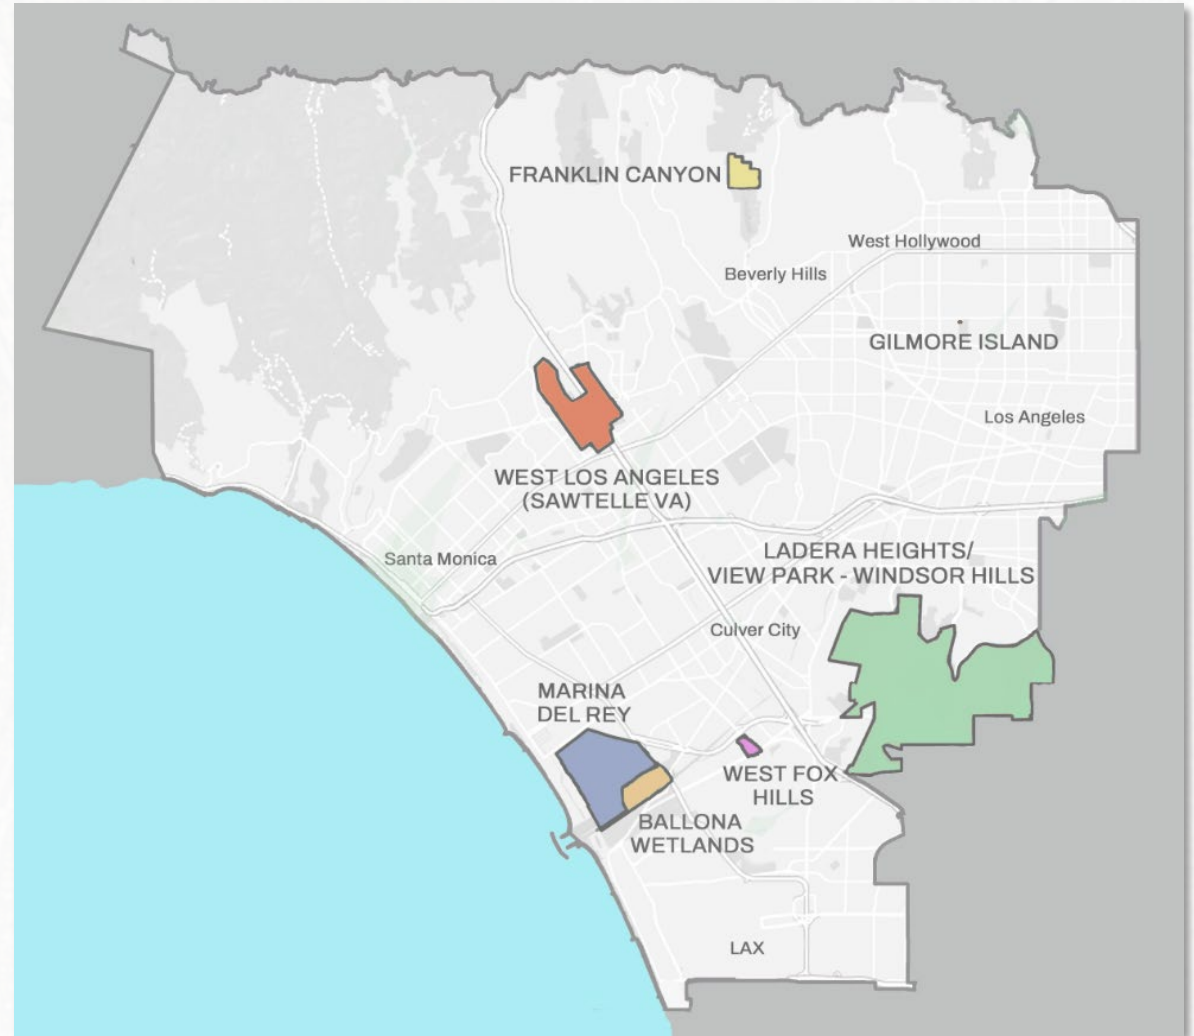 FRANKLIN CANYON
West Hollywood
Beverly Hills
GILMORE ISLAND
Los Angeles
WEST LOS ANGELES
(SAWTELLE VA)
Santa Monica
LADERA HEIGHTS/
VIEW PARK - WINDSOR HILLS
Culver City
MARINA
DEL REY
WEST FOX
HILLS
BALLONA
WETLANDS
LAX